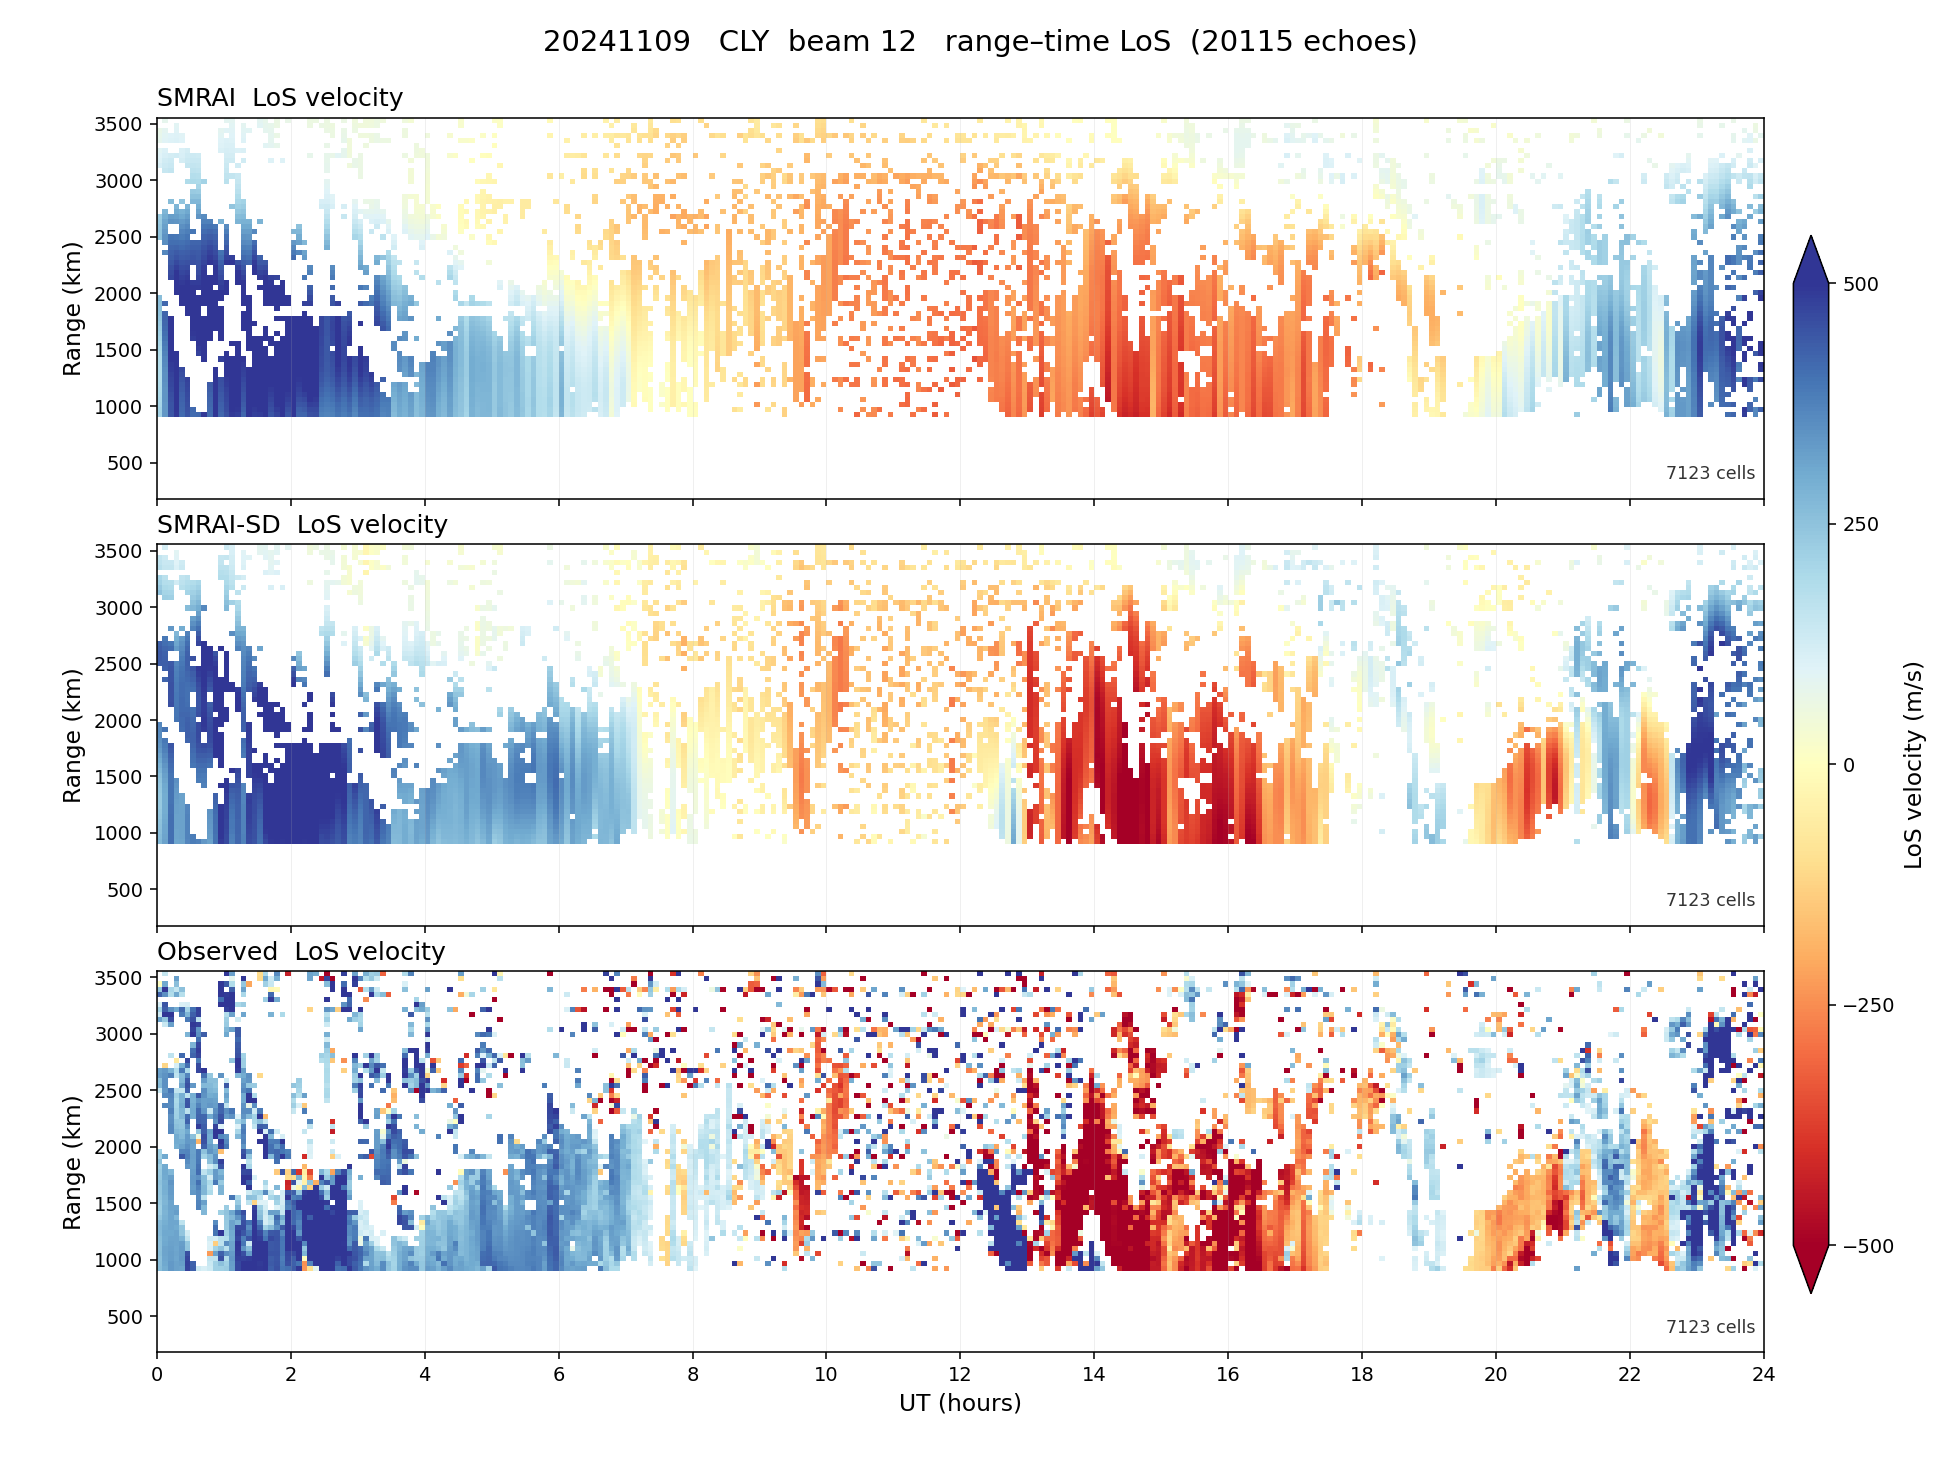 20241109   CLY  beam 12   range–time LoS  (20115 echoes)
SMRAI  LoS velocity
3500
3000
2500
2000
1500
1000
500
Range (km)
7123 cells
SMRAI-SD  LoS velocity
3500
3000
2500
2000
1500
1000
500
Range (km)
7123 cells
Observed  LoS velocity
3500
3000
2500
2000
1500
1000
500
Range (km)
7123 cells
0 2 4 6 8 10 12 14 16 18 20 22 24
UT (hours)
500
250
0
−250
−500
LoS velocity (m/s)